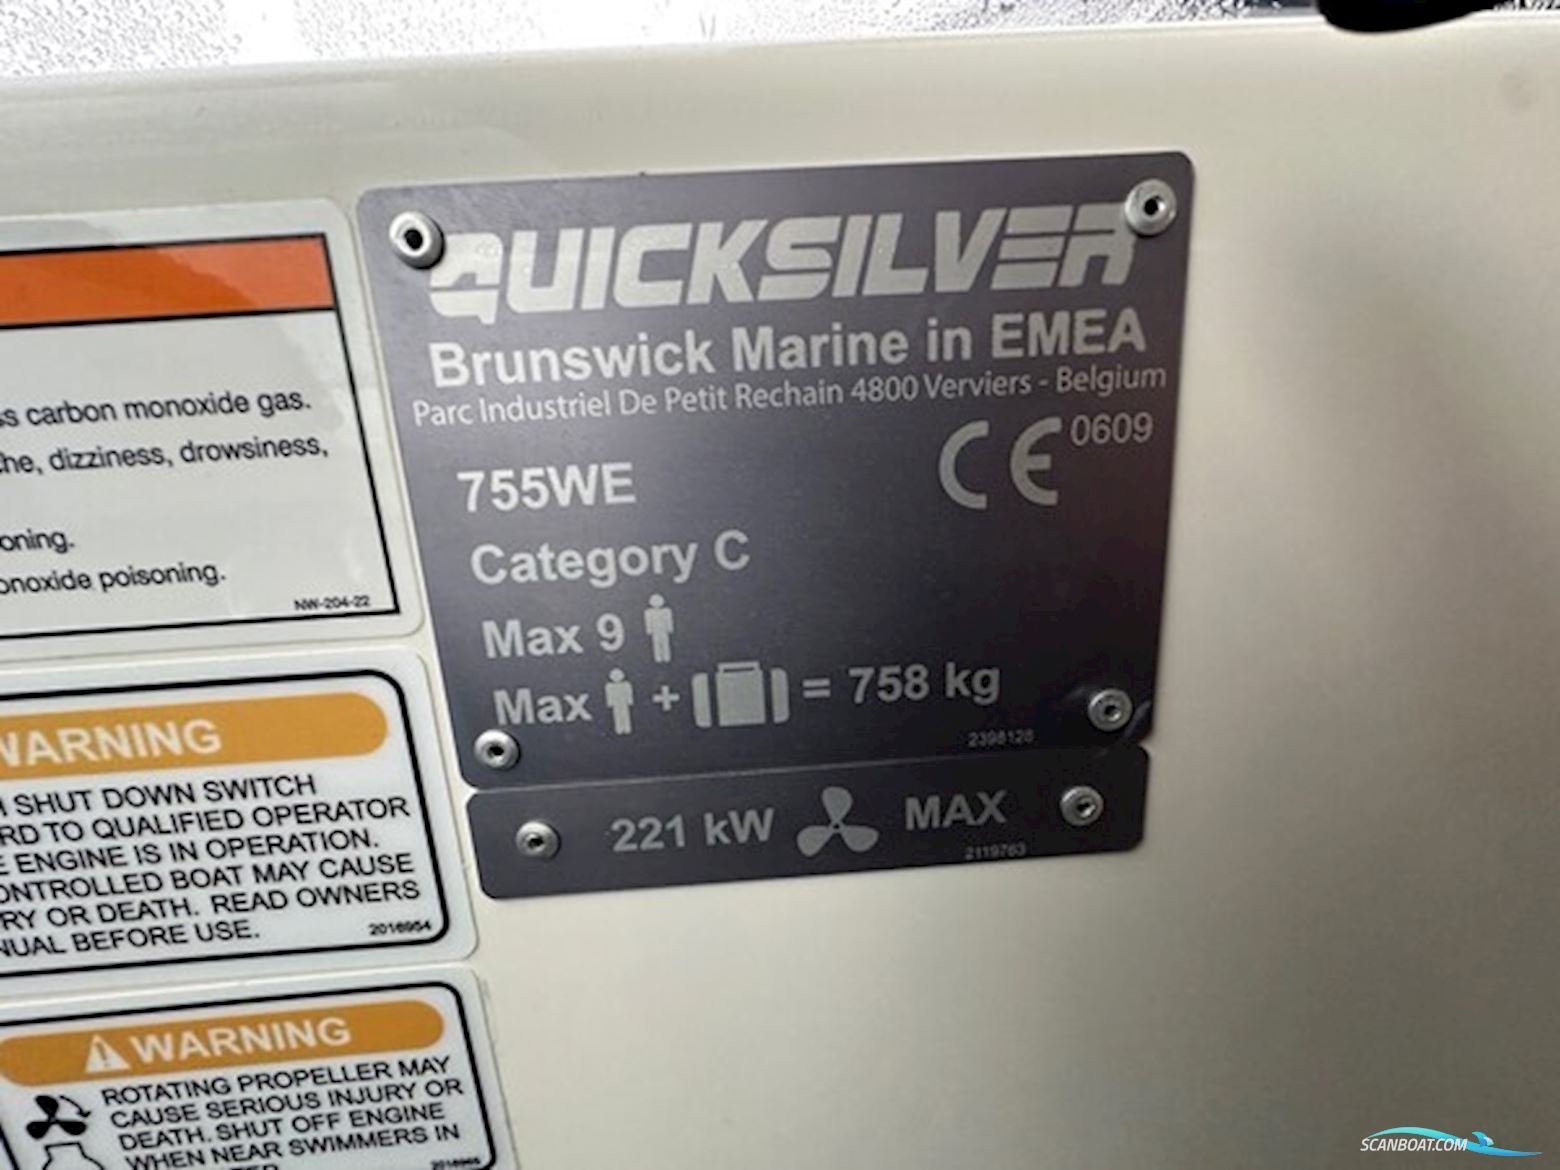 QUICKSILVER
Brunswick Marine in EMEA
Parc Industriel De Petit Rechain 4800 Verviers - Belgium
CE 0609
755WE
Category C
Max 9
Max + = 758 kg
2398128
221 kW MAX
2119763
carbon monoxide gas.
dizziness, drowsiness,
oning.
onoxide poisoning.
NW-204-22
WARNING
SHUT DOWN SWITCH
RD TO QUALIFIED OPERATOR
ENGINE IS IN OPERATION.
ONTROLLED BOAT MAY CAUSE
RY OR DEATH. READ OWNERS
NUAL BEFORE USE.
2016954
WARNING
ROTATING PROPELLER MAY
CAUSE SERIOUS INJURY OR
DEATH. SHUT OFF ENGINE
WHEN NEAR SWIMMERS IN
SCANBOAT.COM